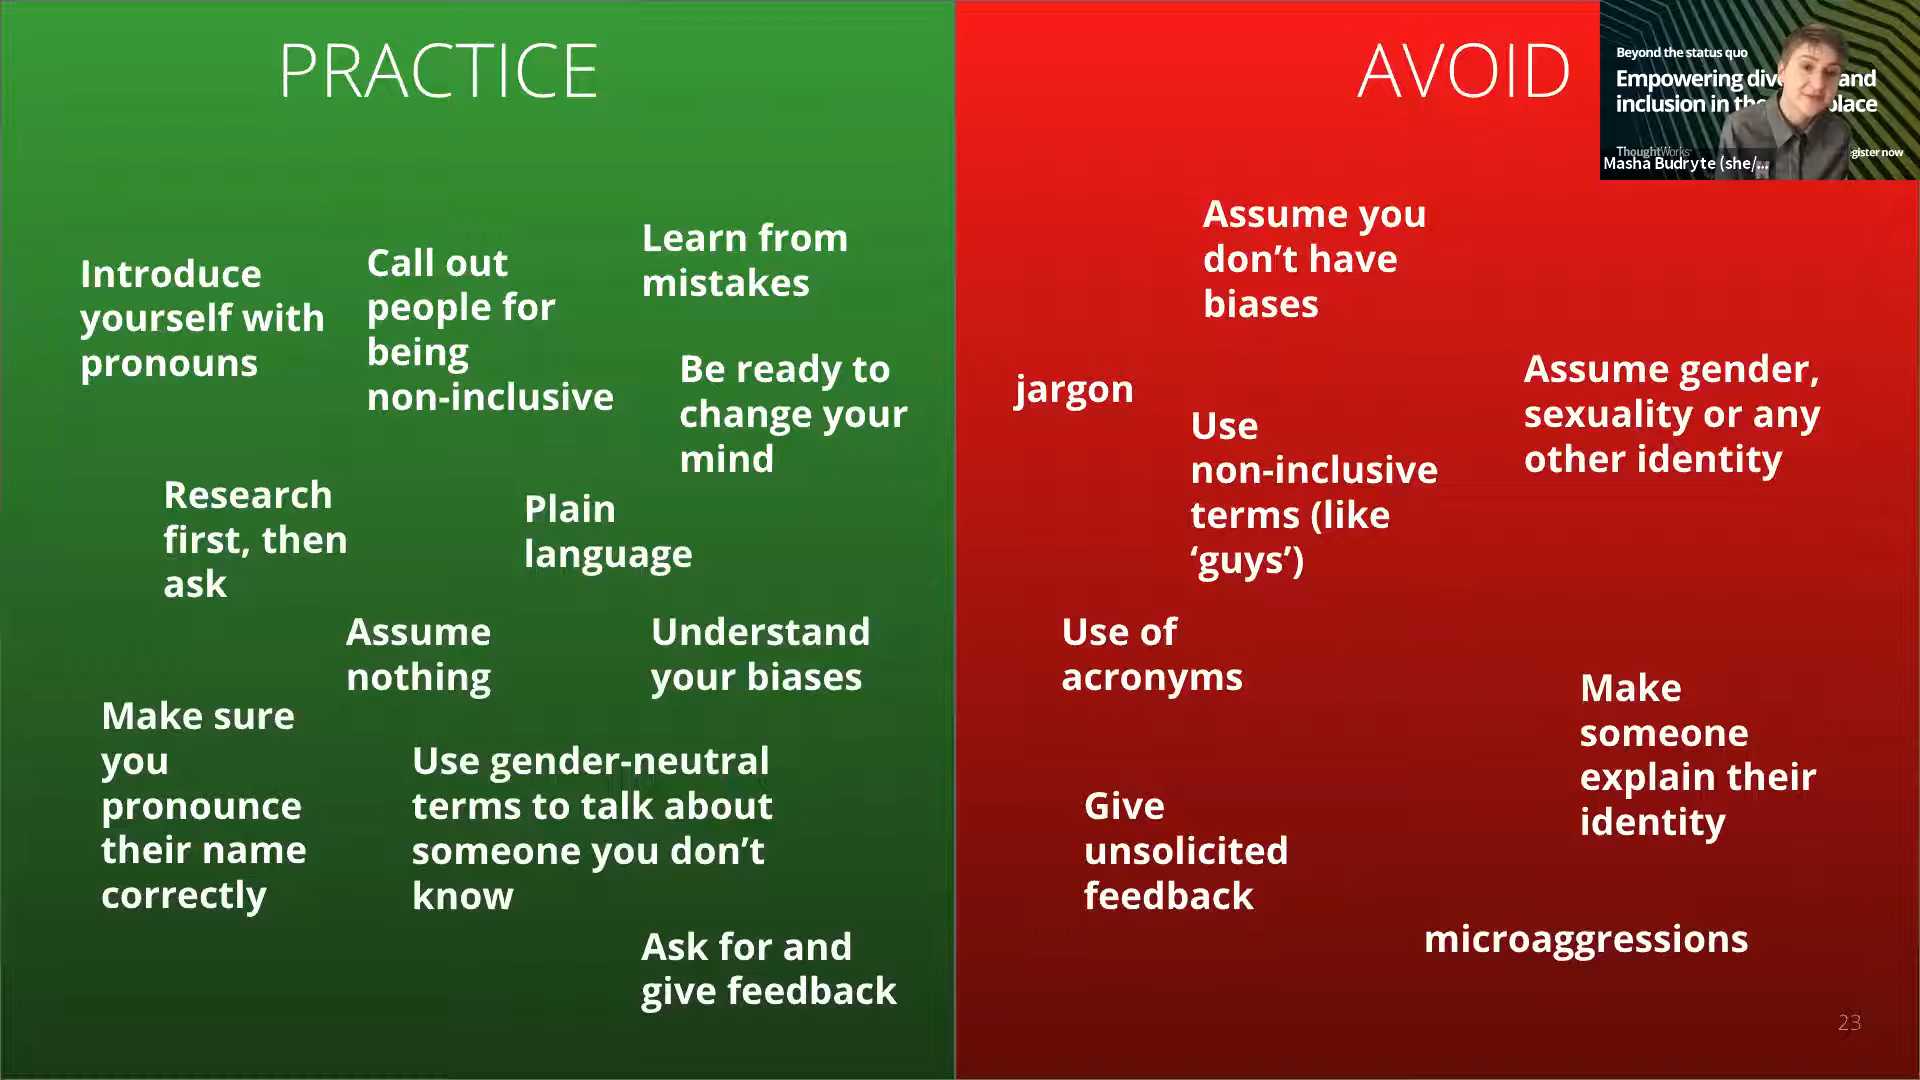 PRACTICE
Introduce
yourself with
pronouns
Call out
people for
being
non-inclusive
Learn from
mistakes
Be ready to
change your
mind
Research
first, then
ask
Plain
language
Assume
nothing
Understand
your biases
Make sure
you
pronounce
their name
correctly
Use gender-neutral
terms to talk about
someone you don’t
know
Ask for and
give feedback
AVOID
Assume you
don’t have
biases
jargon
Use
non-inclusive
terms (like
‘guys’)
Assume gender,
sexuality or any
other identity
Use of
acronyms
Make
someone
explain their
identity
Give
unsolicited
feedback
microaggressions
23
Beyond the status quo
Empowering and
inclusion in
ThoughtWorks
now
Masha Budryte (she/...